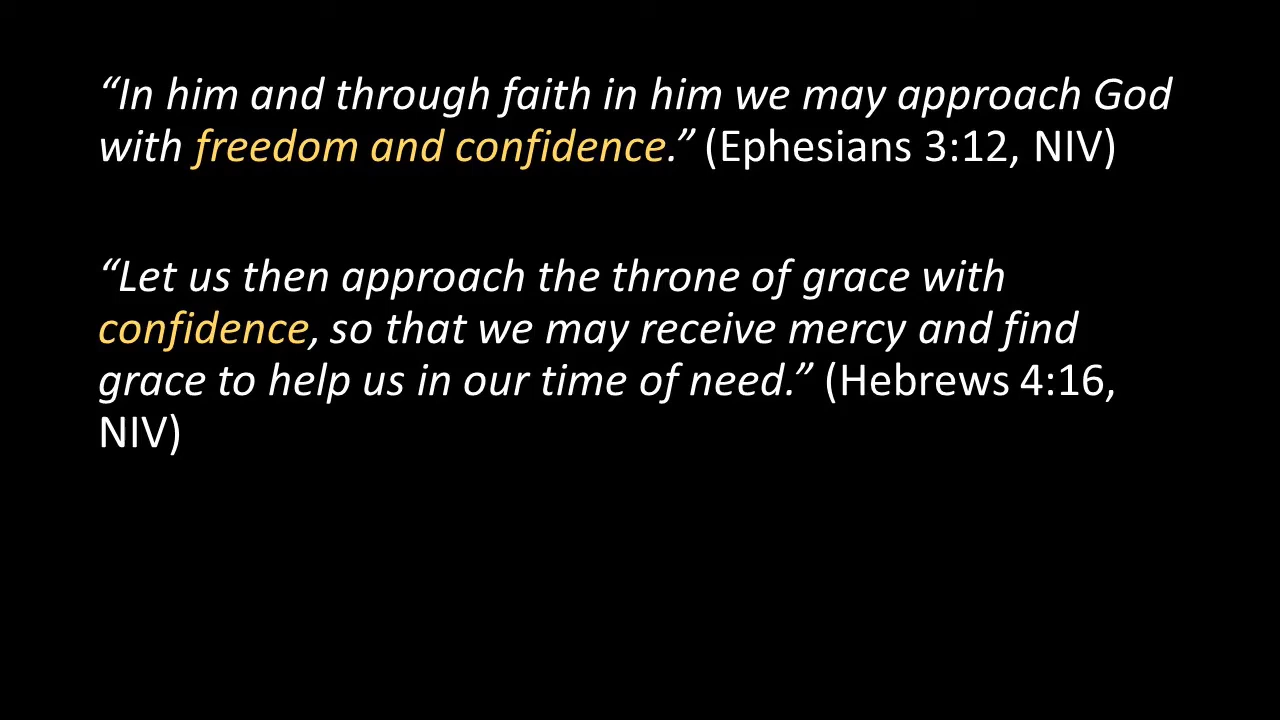 “In him and through faith in him we may approach God
with freedom and confidence.” (Ephesians 3:12, NIV)
“Let us then approach the throne of grace with
confidence, so that we may receive mercy and find
grace to help us in our time of need.” (Hebrews 4:16,
NIV)